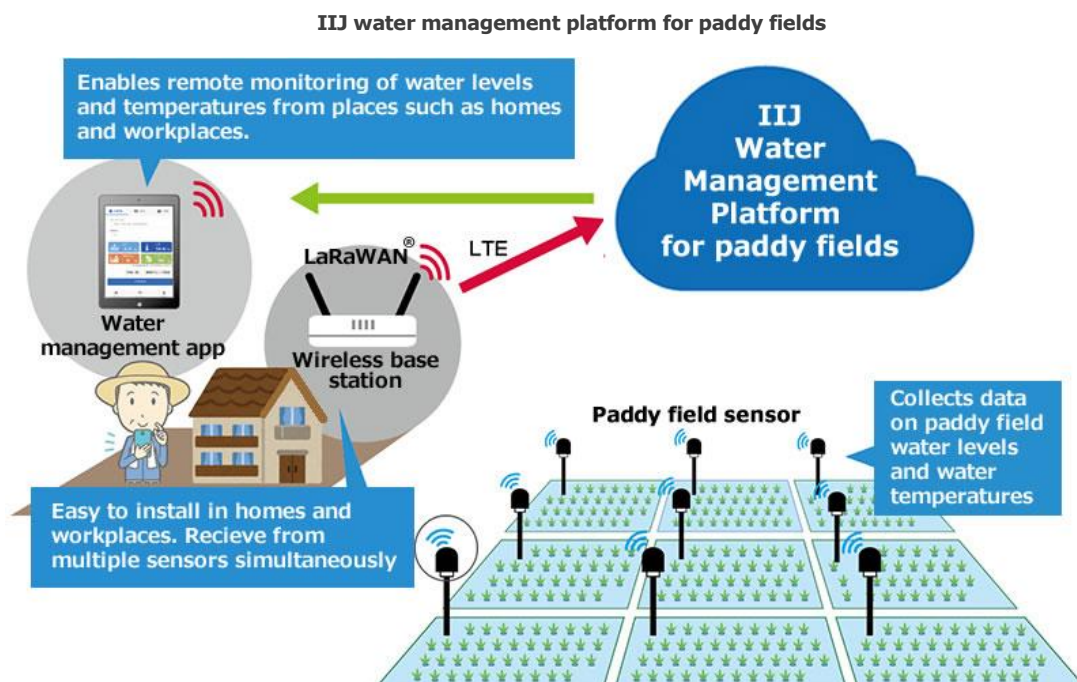 IIJ water management platform for paddy fields
Enables remote monitoring of water levels
and temperatures from places such as homes
and workplaces.
IIJ
Water
Management
Platform
for paddy fields
LaRaWAN®
LTE
Water
management app
Wireless base
station
Paddy field sensor
Collects data
on paddy field
water levels
and water
temperatures
Easy to install in homes and
workplaces. Recieve from
multiple sensors simultaneously